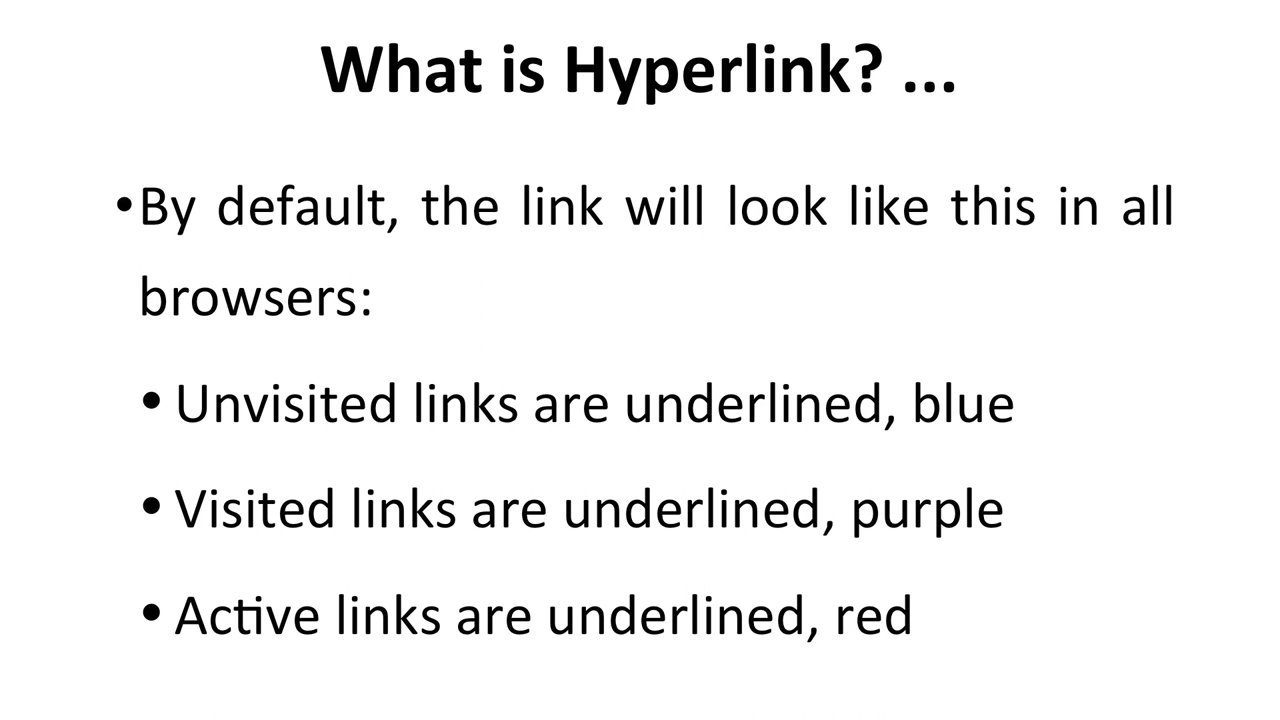 What is Hyperlink? ...
•By default, the link will look like this in all
browsers:
• Unvisited links are underlined, blue
• Visited links are underlined, purple
• Active links are underlined, red